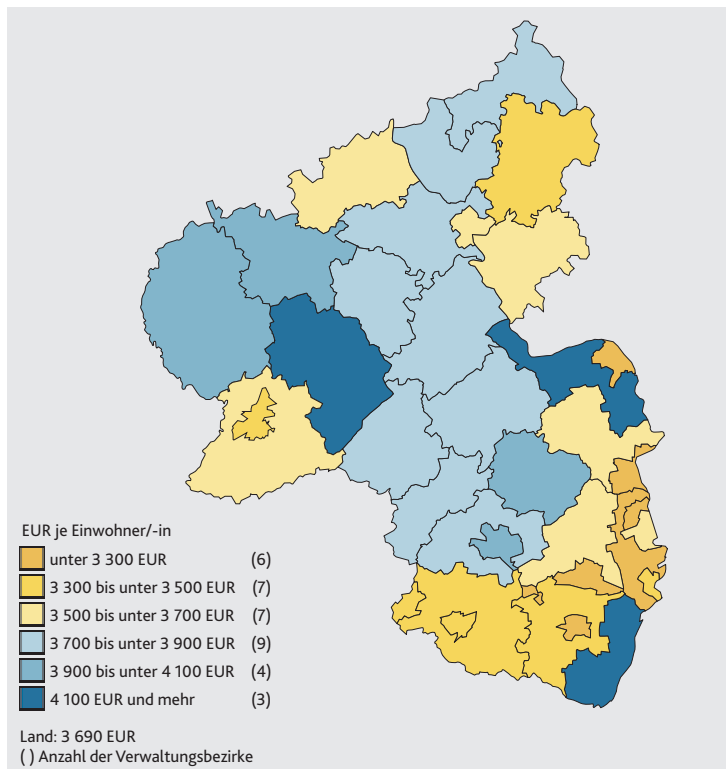 EUR je Einwohner/-in
unter 3 300 EUR (6)
3 300 bis unter 3 500 EUR (7)
3 500 bis unter 3 700 EUR (7)
3 700 bis unter 3 900 EUR (9)
3 900 bis unter 4 100 EUR (4)
4 100 EUR und mehr (3)
Land: 3 690 EUR
( ) Anzahl der Verwaltungsbezirke